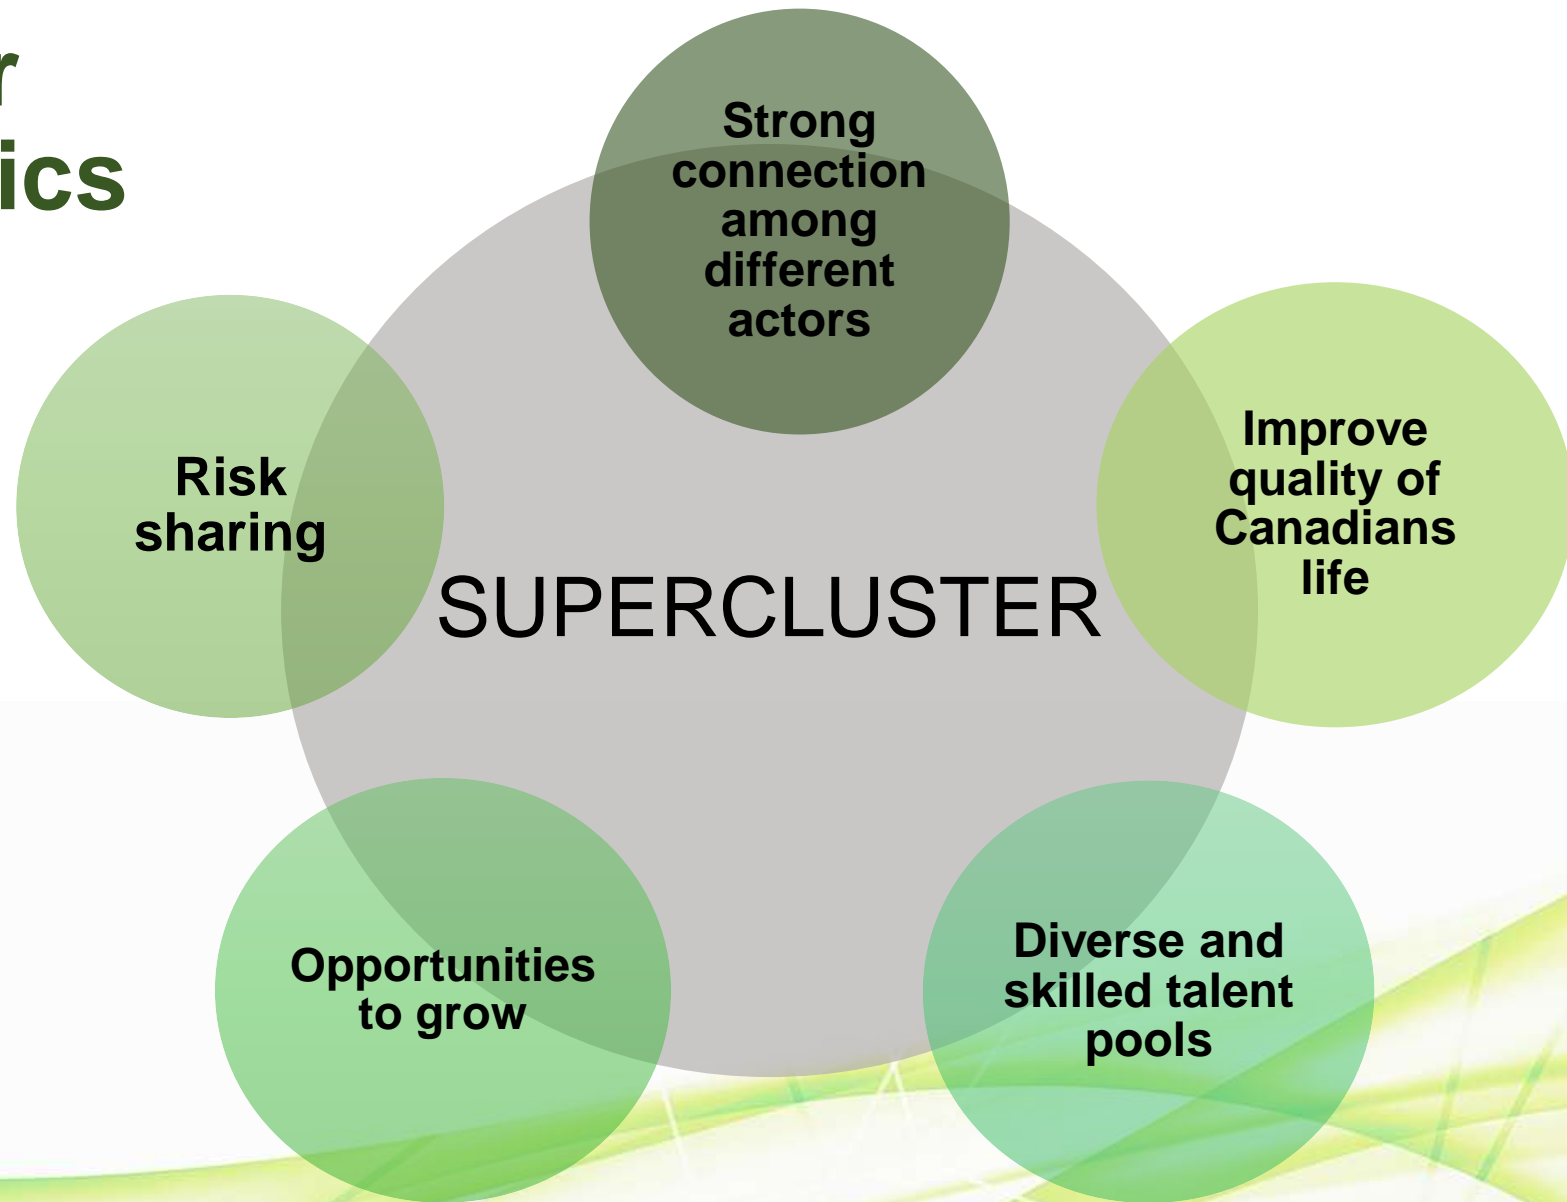 r
ics
Strong
connection
among
different
actors
Improve
quality of
Canadians
life
Risk
sharing
SUPERCLUSTER
Opportunities
to grow
Diverse and
skilled talent
pools